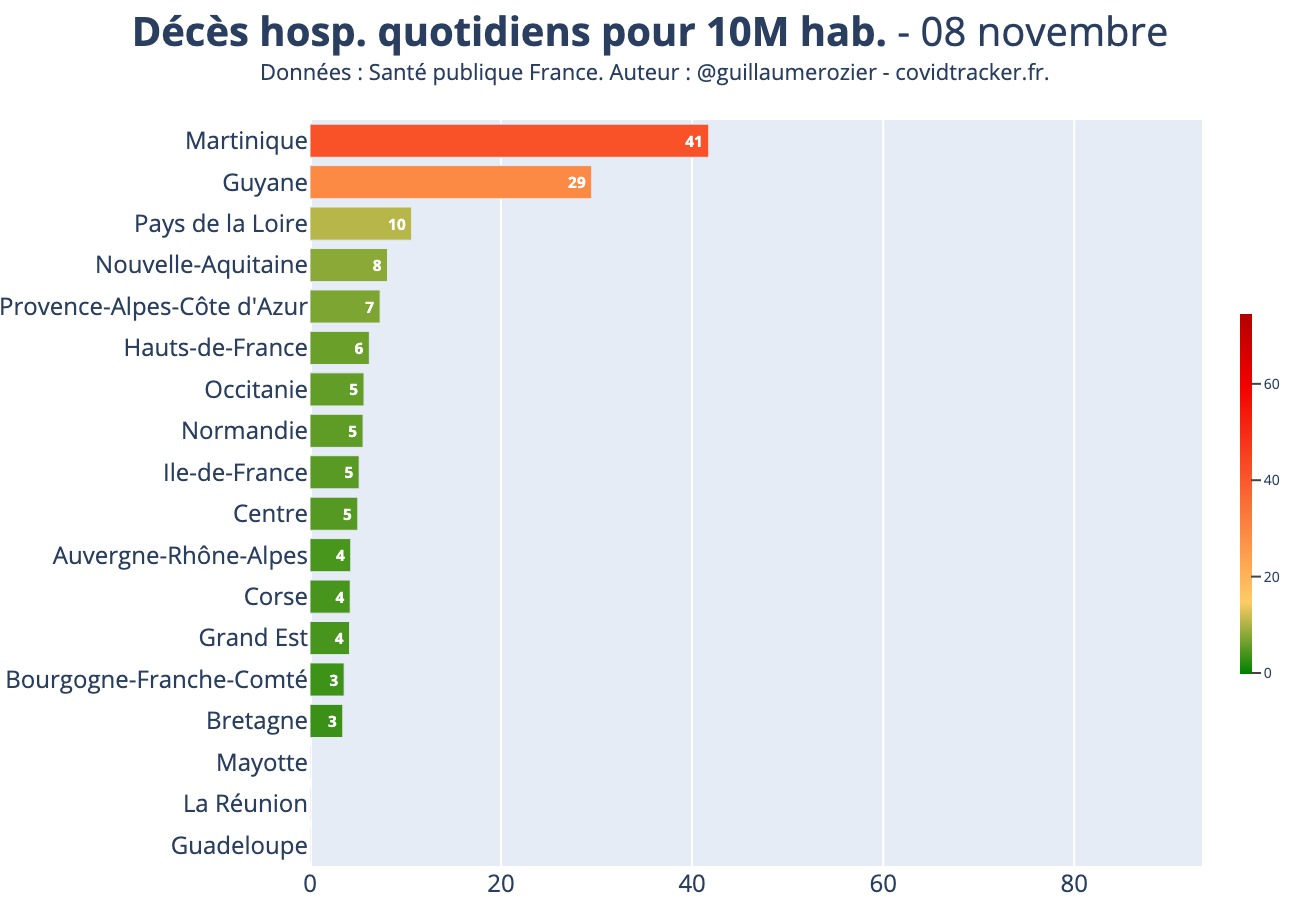 Décès hosp. quotidiens pour 10M hab. - 08 novembre
Données : Santé publique France. Auteur : @guillaumerozier - covidtracker.fr.
Martinique 41
Guyane 29
Pays de la Loire 10
Nouvelle-Aquitaine 8
Provence-Alpes-Côte d'Azur 7
Hauts-de-France 6
Occitanie 5
Normandie 5
Ile-de-France 5
Centre 5
Auvergne-Rhône-Alpes 4
Corse 4
Grand Est 4
Bourgogne-Franche-Comté 3
Bretagne 3
Mayotte
La Réunion
Guadeloupe
0 20 40 60 80
60
40
20
0